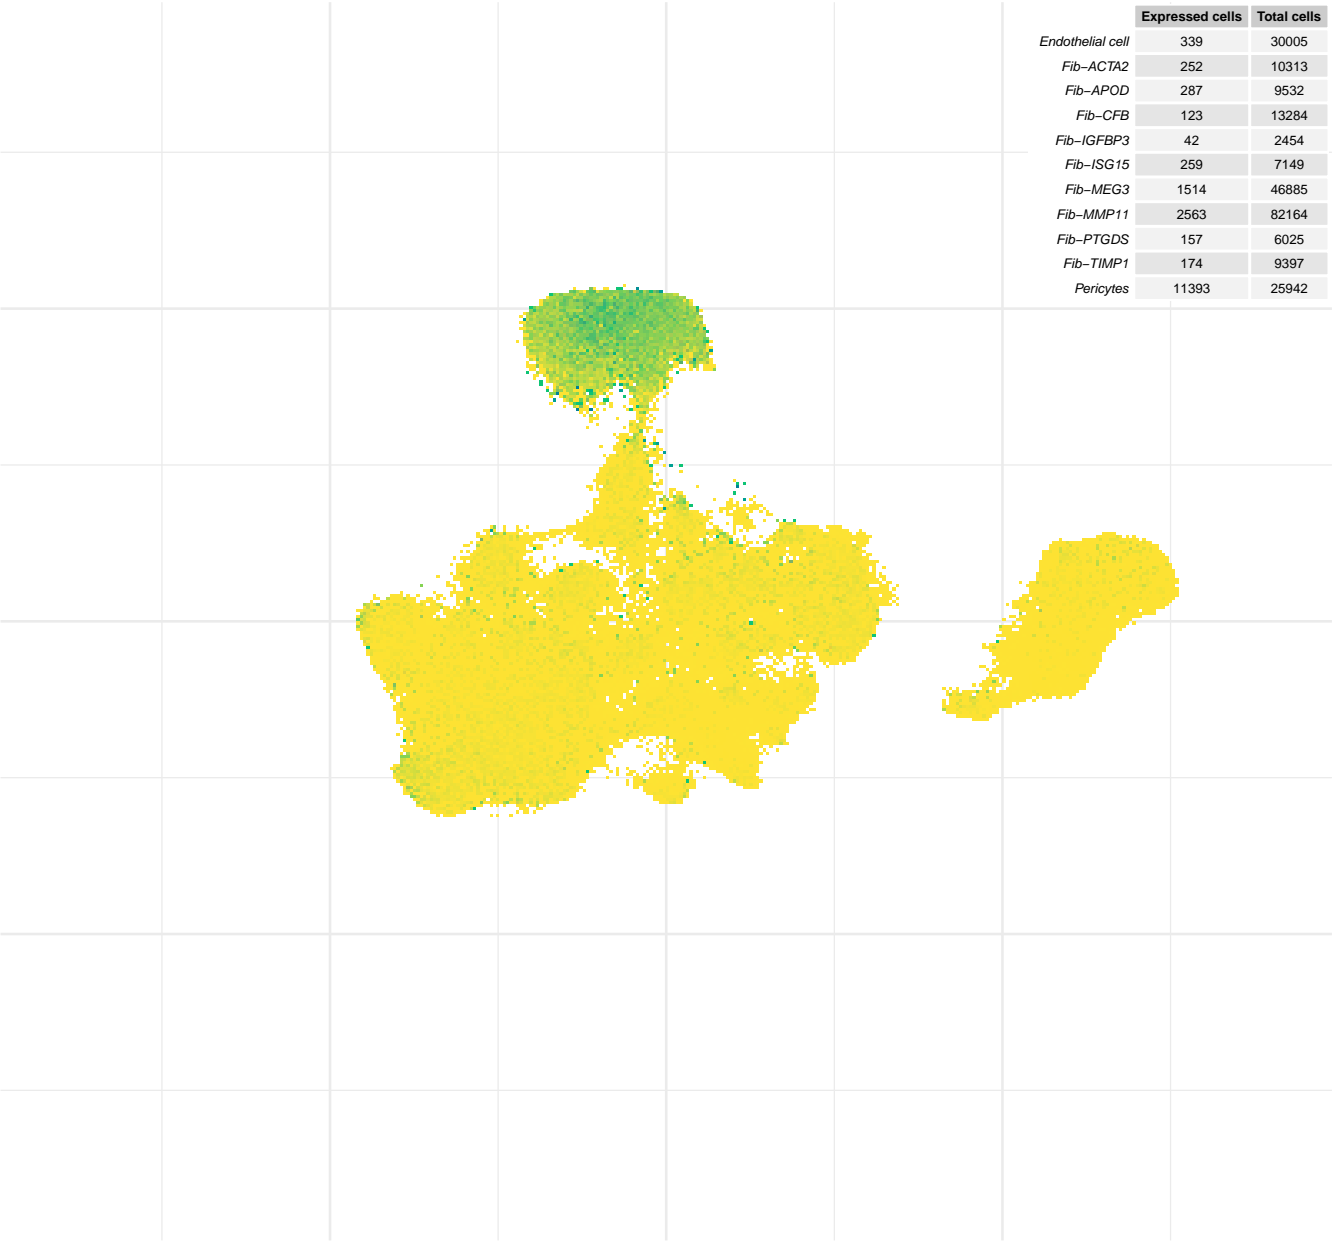 Expressed cells Total cells
Endothelial cell 339 30005
Fib−ACTA2 252 10313
Fib−APOD 287 9532
Fib−CFB 123 13284
Fib−IGFBP3 42 2454
Fib−ISG15 259 7149
Fib−MEG3 1514 46885
Fib−MMP11 2563 82164
Fib−PTGDS 157 6025
Fib−TIMP1 174 9397
Pericytes 11393 25942